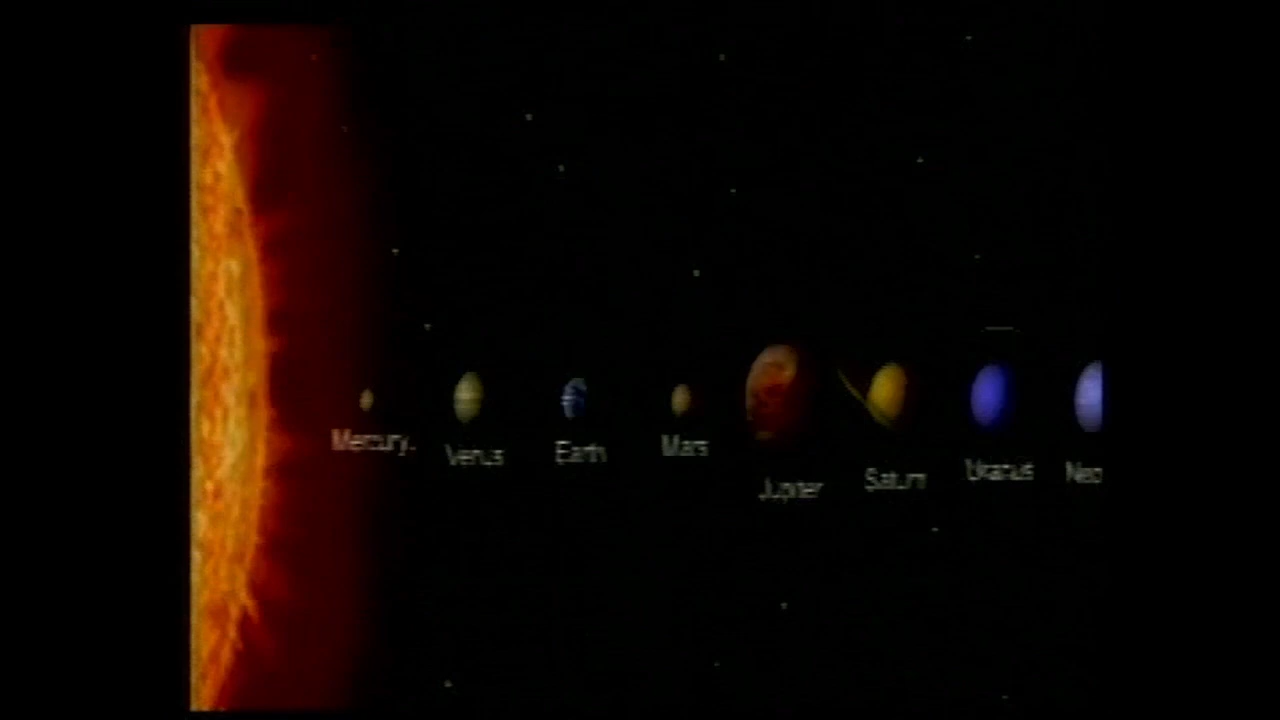 Mercury.
Venus
Earth
Mars
Jupiter
Saturn
Uranus
Nep